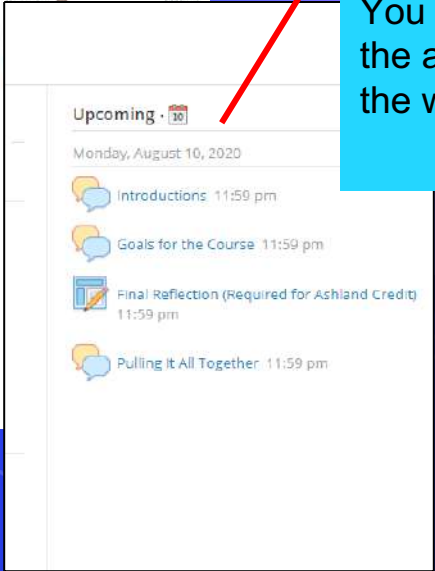 You
the
the
Upcoming ·
Monday, August 10, 2020
Introductions 11:59 pm
Goals for the Course 11:59 pm
Final Reflection (Required for Ashland Credit)
11:59 pm
Pulling It All Together 11:59 pm